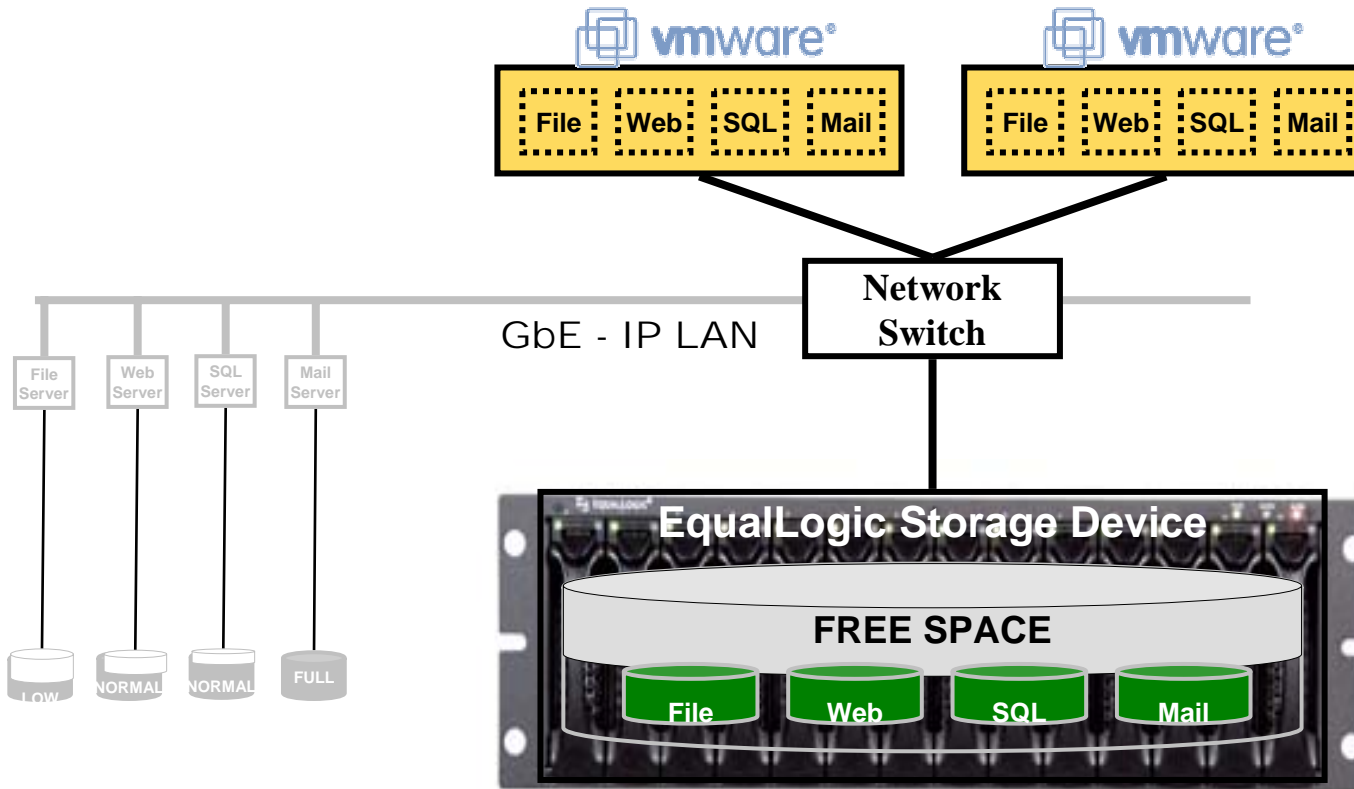 vmware®
vmware®
File Web SQL Mail
File Web SQL Mail
Network
Switch
GbE - IP LAN
File
Server
Web
Server
SQL
Server
Mail
Server
EqualLogic Storage Device
FREE SPACE
LOW
NORMAL
NORMAL
FULL
File
Web
SQL
Mail